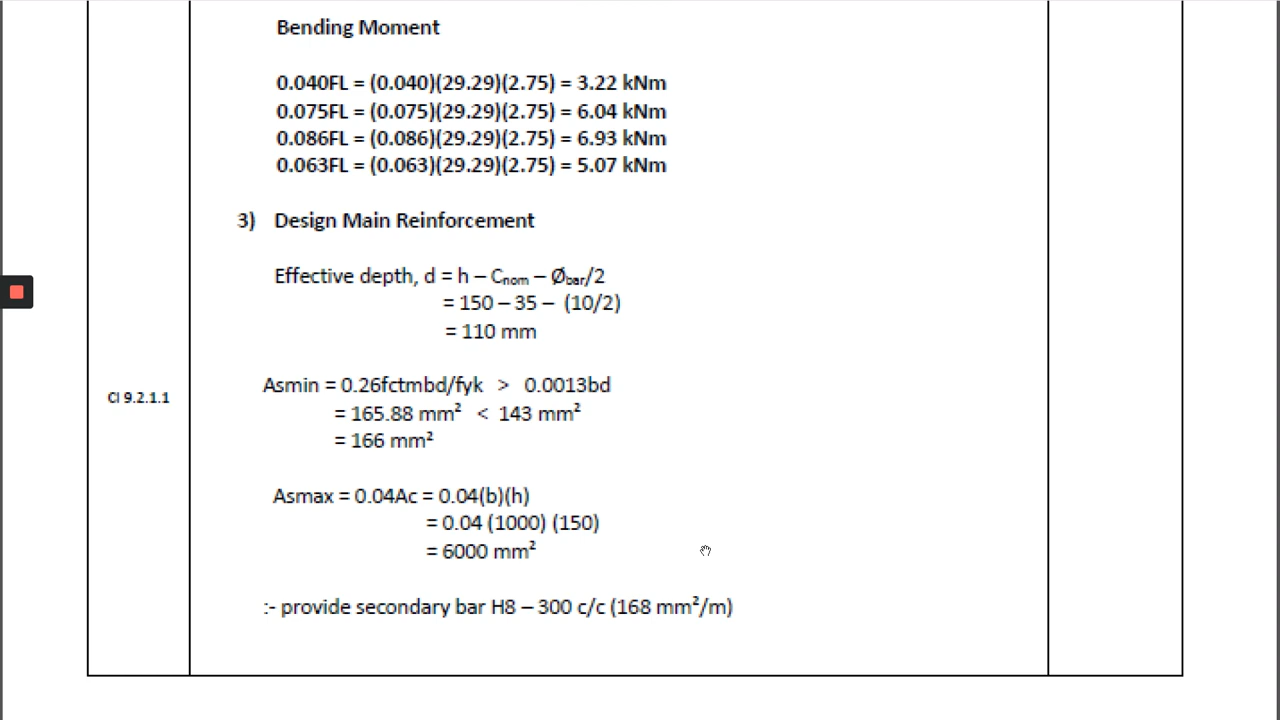 Bending Moment
0.040FL = (0.040)(29.29)(2.75) = 3.22 kNm
0.075FL = (0.075)(29.29)(2.75) = 6.04 kNm
0.086FL = (0.086)(29.29)(2.75) = 6.93 kNm
0.063FL = (0.063)(29.29)(2.75) = 5.07 kNm
3) Design Main Reinforcement
Effective depth, d = h – Cnom – Øbar/2
= 150 – 35 – (10/2)
= 110 mm
Cl 9.2.1.1
Asmin = 0.26fctmbd/fyk > 0.0013bd
= 165.88 mm² < 143 mm²
= 166 mm²
Asmax = 0.04Ac = 0.04(b)(h)
= 0.04 (1000) (150)
= 6000 mm²
:- provide secondary bar H8 – 300 c/c (168 mm²/m)